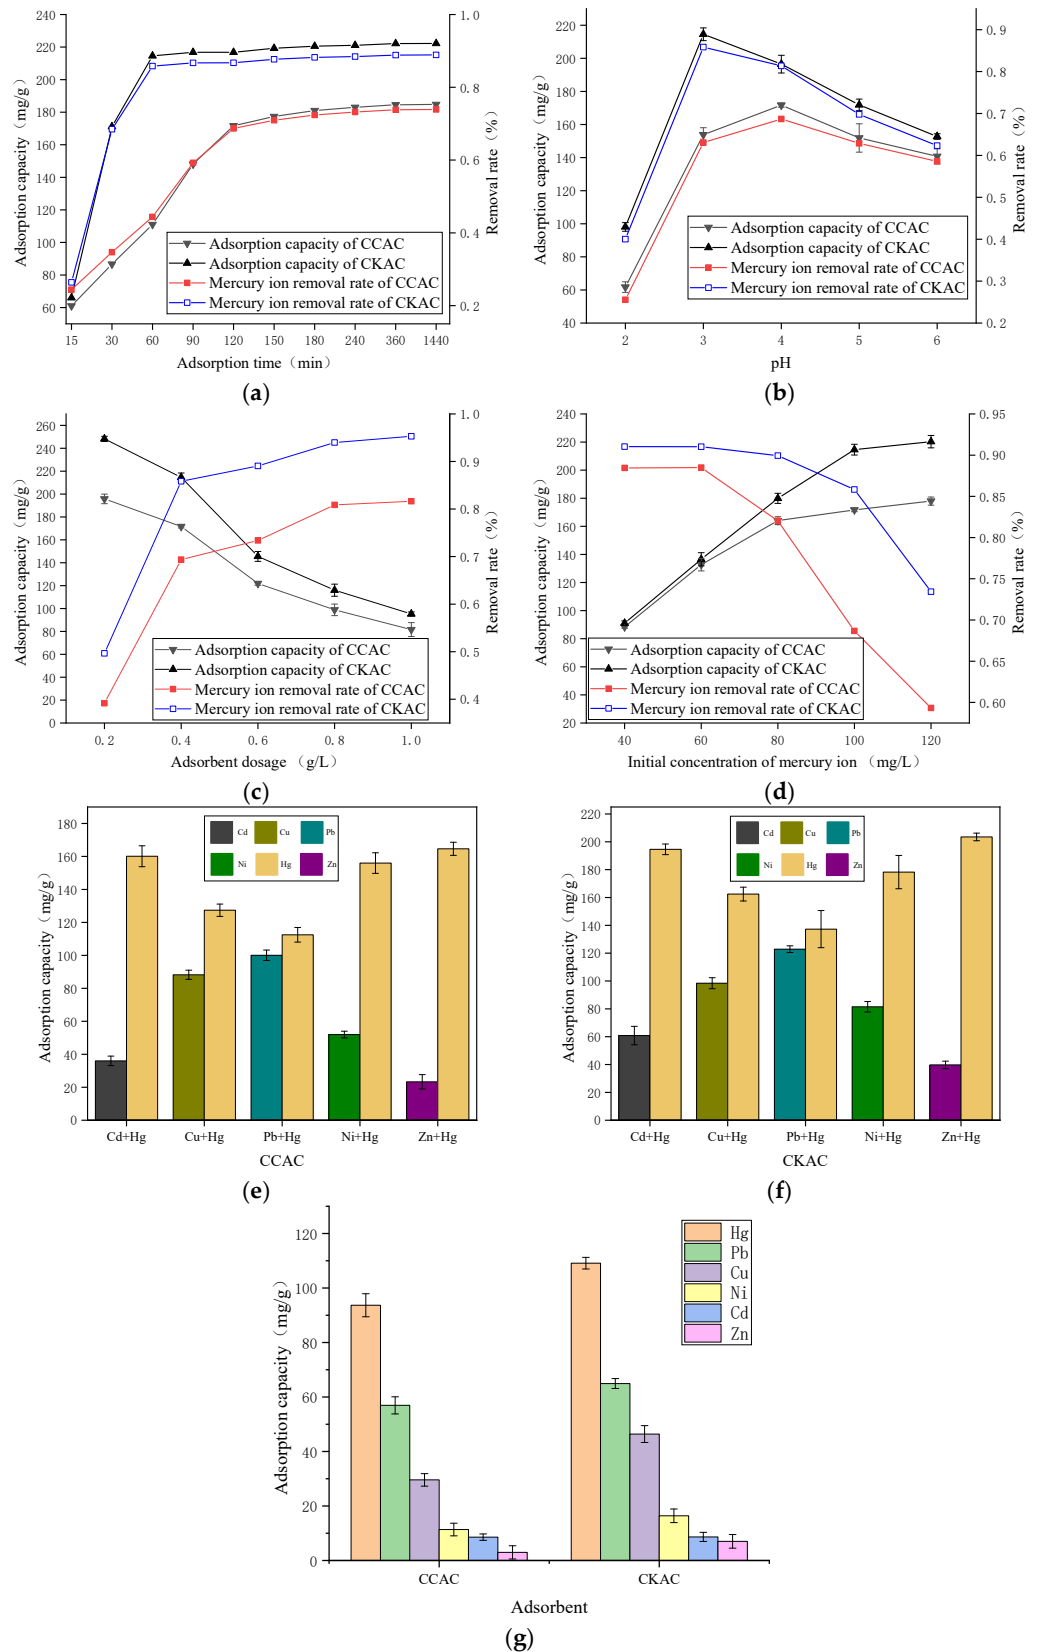 240
220
200
180
160
140
120
100
80
60
Adsorption capacity（mg/g）
1.0
0.8
0.6
0.4
0.2
Removal rate（%）
Adsorption capacity of CCAC
Adsorption capacity of CKAC
Mercury ion removal rate of CCAC
Mercury ion removal rate of CKAC
15 30 60 90 120 150 180 240 360 1440
Adsorption time（min）
(a)
220
200
180
160
140
120
100
80
60
40
Adsorption capacity（mg/g）
0.9
0.8
0.7
0.6
0.5
0.4
0.3
0.2
Removal rate（%）
Adsorption capacity of CCAC
Adsorption capacity of CKAC
Mercury ion removal rate of CCAC
Mercury ion removal rate of CKAC
2 3 4 5 6
pH
(b)
260
240
220
200
180
160
140
120
100
80
60
40
20
0
Adsorption capacity（mg/g）
1.0
0.9
0.8
0.7
0.6
0.5
0.4
Removal rate（%）
Adsorption capacity of CCAC
Adsorption capacity of CKAC
Mercury ion removal rate of CCAC
Mercury ion removal rate of CKAC
0.2 0.4 0.6 0.8 1.0
Adsorbent dosage （g/L）
(c)
240
220
200
180
160
140
120
100
80
60
40
20
Adsorption capacity（mg/g）
0.95
0.90
0.85
0.80
0.75
0.70
0.65
0.60
Removal rate（%）
Adsorption capacity of CCAC
Adsorption capacity of CKAC
Mercury ion removal rate of CCAC
Mercury ion removal rate of CKAC
40 60 80 100 120
Initial concentration of mercury ion （mg/L）
(d)
180
160
140
120
100
80
60
40
20
0
Adsorption capacity（mg/g）
Cd Cu Pb
Ni Hg Zn
Cd+Hg Cu+Hg Pb+Hg Ni+Hg Zn+Hg
CCAC
(e)
220
200
180
160
140
120
100
80
60
40
20
0
Adsorption capacity（mg/g）
Cd Cu Pb
Ni Hg Zn
Cd+Hg Cu+Hg Pb+Hg Ni+Hg Zn+Hg
CKAC
(f)
120
100
80
60
40
20
0
Adsorption capacity（mg/g）
Hg
Pb
Cu
Ni
Cd
Zn
CCAC CKAC
Adsorbent
(g)